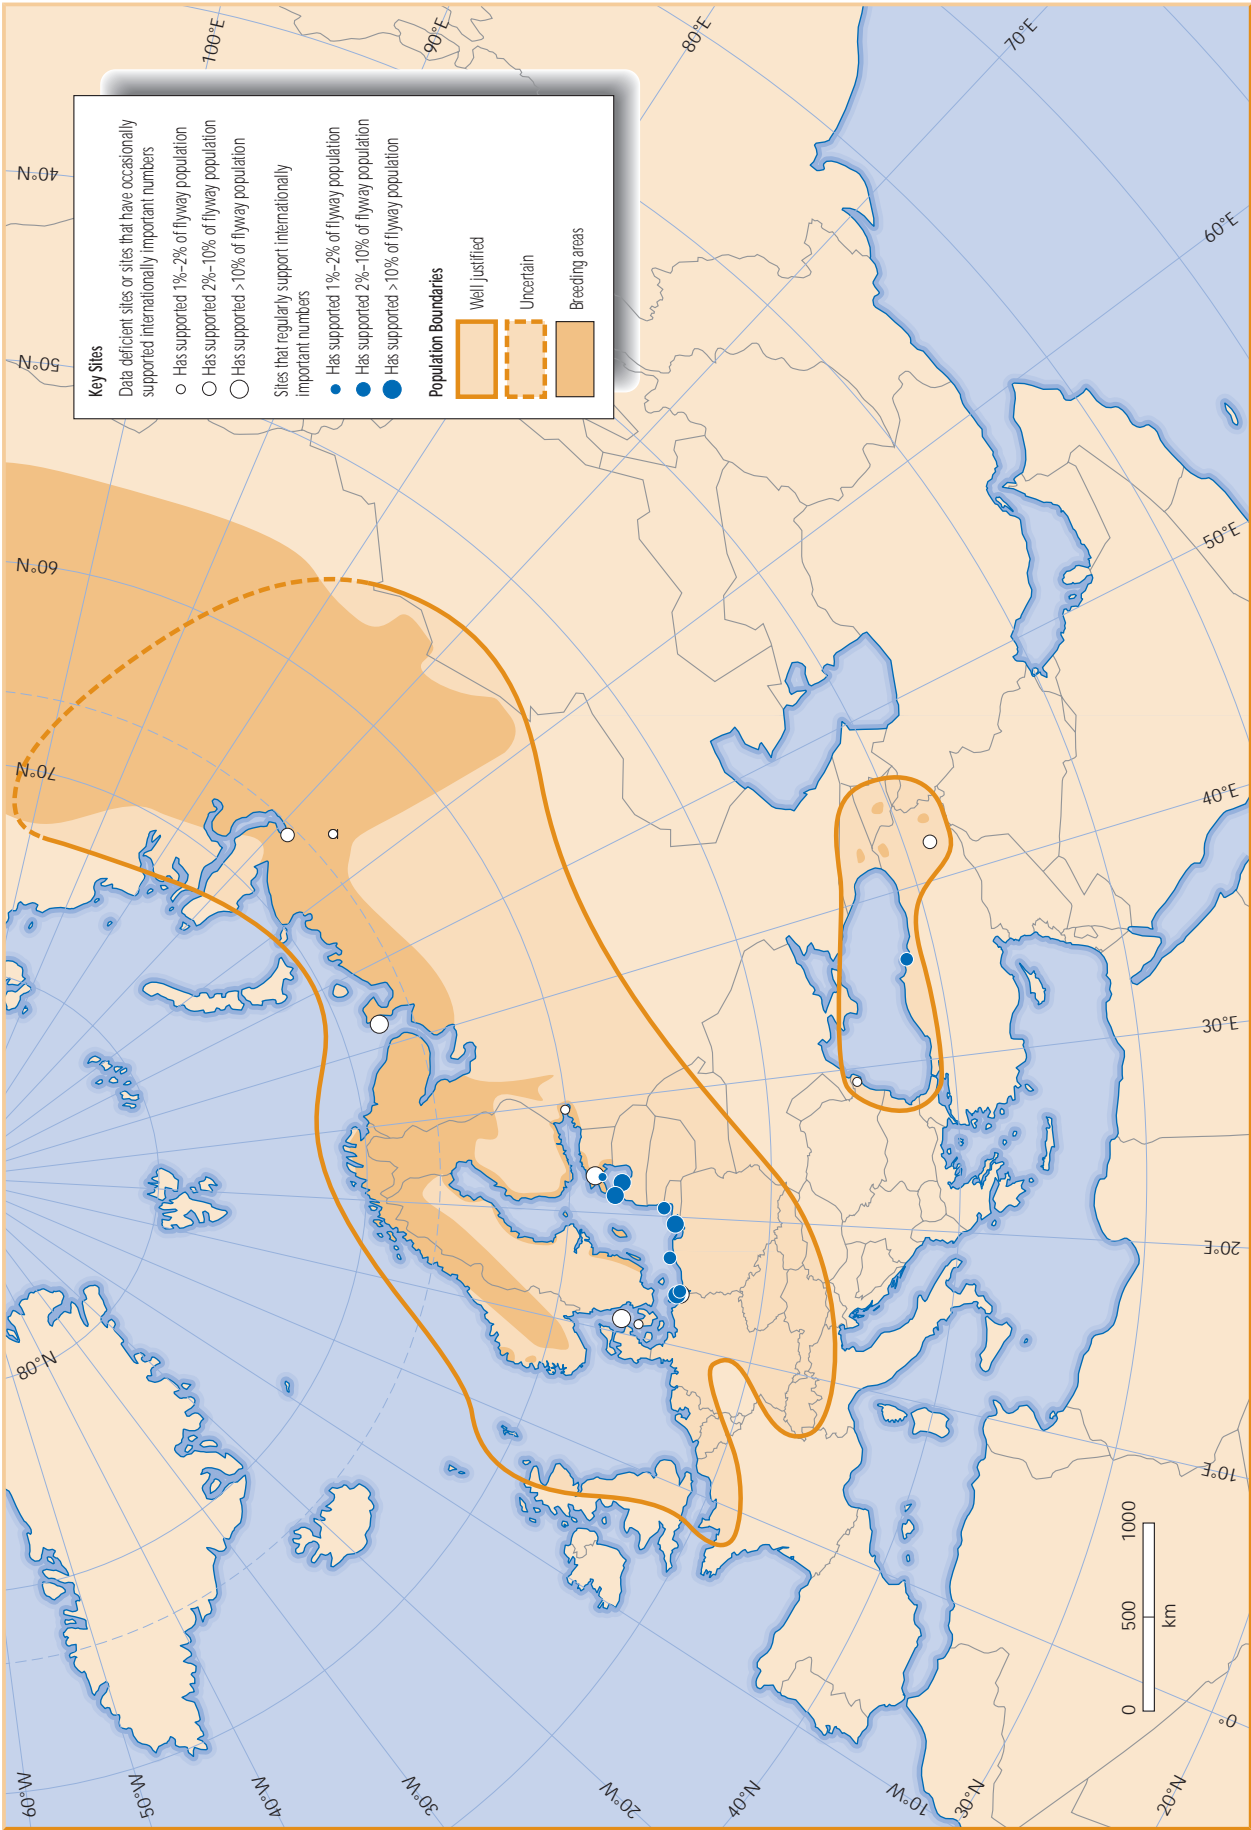 Key Sites
Data deficient sites or sites that have occasionally
supported internationally important numbers
Has supported 1%–2% of flyway population
Has supported 2%–10% of flyway population
Has supported >10% of flyway population
Sites that regularly support internationally
important numbers
Has supported 1%–2% of flyway population
Has supported 2%–10% of flyway population
Has supported >10% of flyway population
Population Boundaries
Well justified
Uncertain
Breeding areas
60°W
50°W
40°W
30°W
20°W
10°W
0°
10°E
20°E
30°E
40°E
50°E
60°E
70°E
80°E
90°E
100°E
80°N
70°N
60°N
50°N
40°N
40°N
30°N
20°N
0 500 1000
km